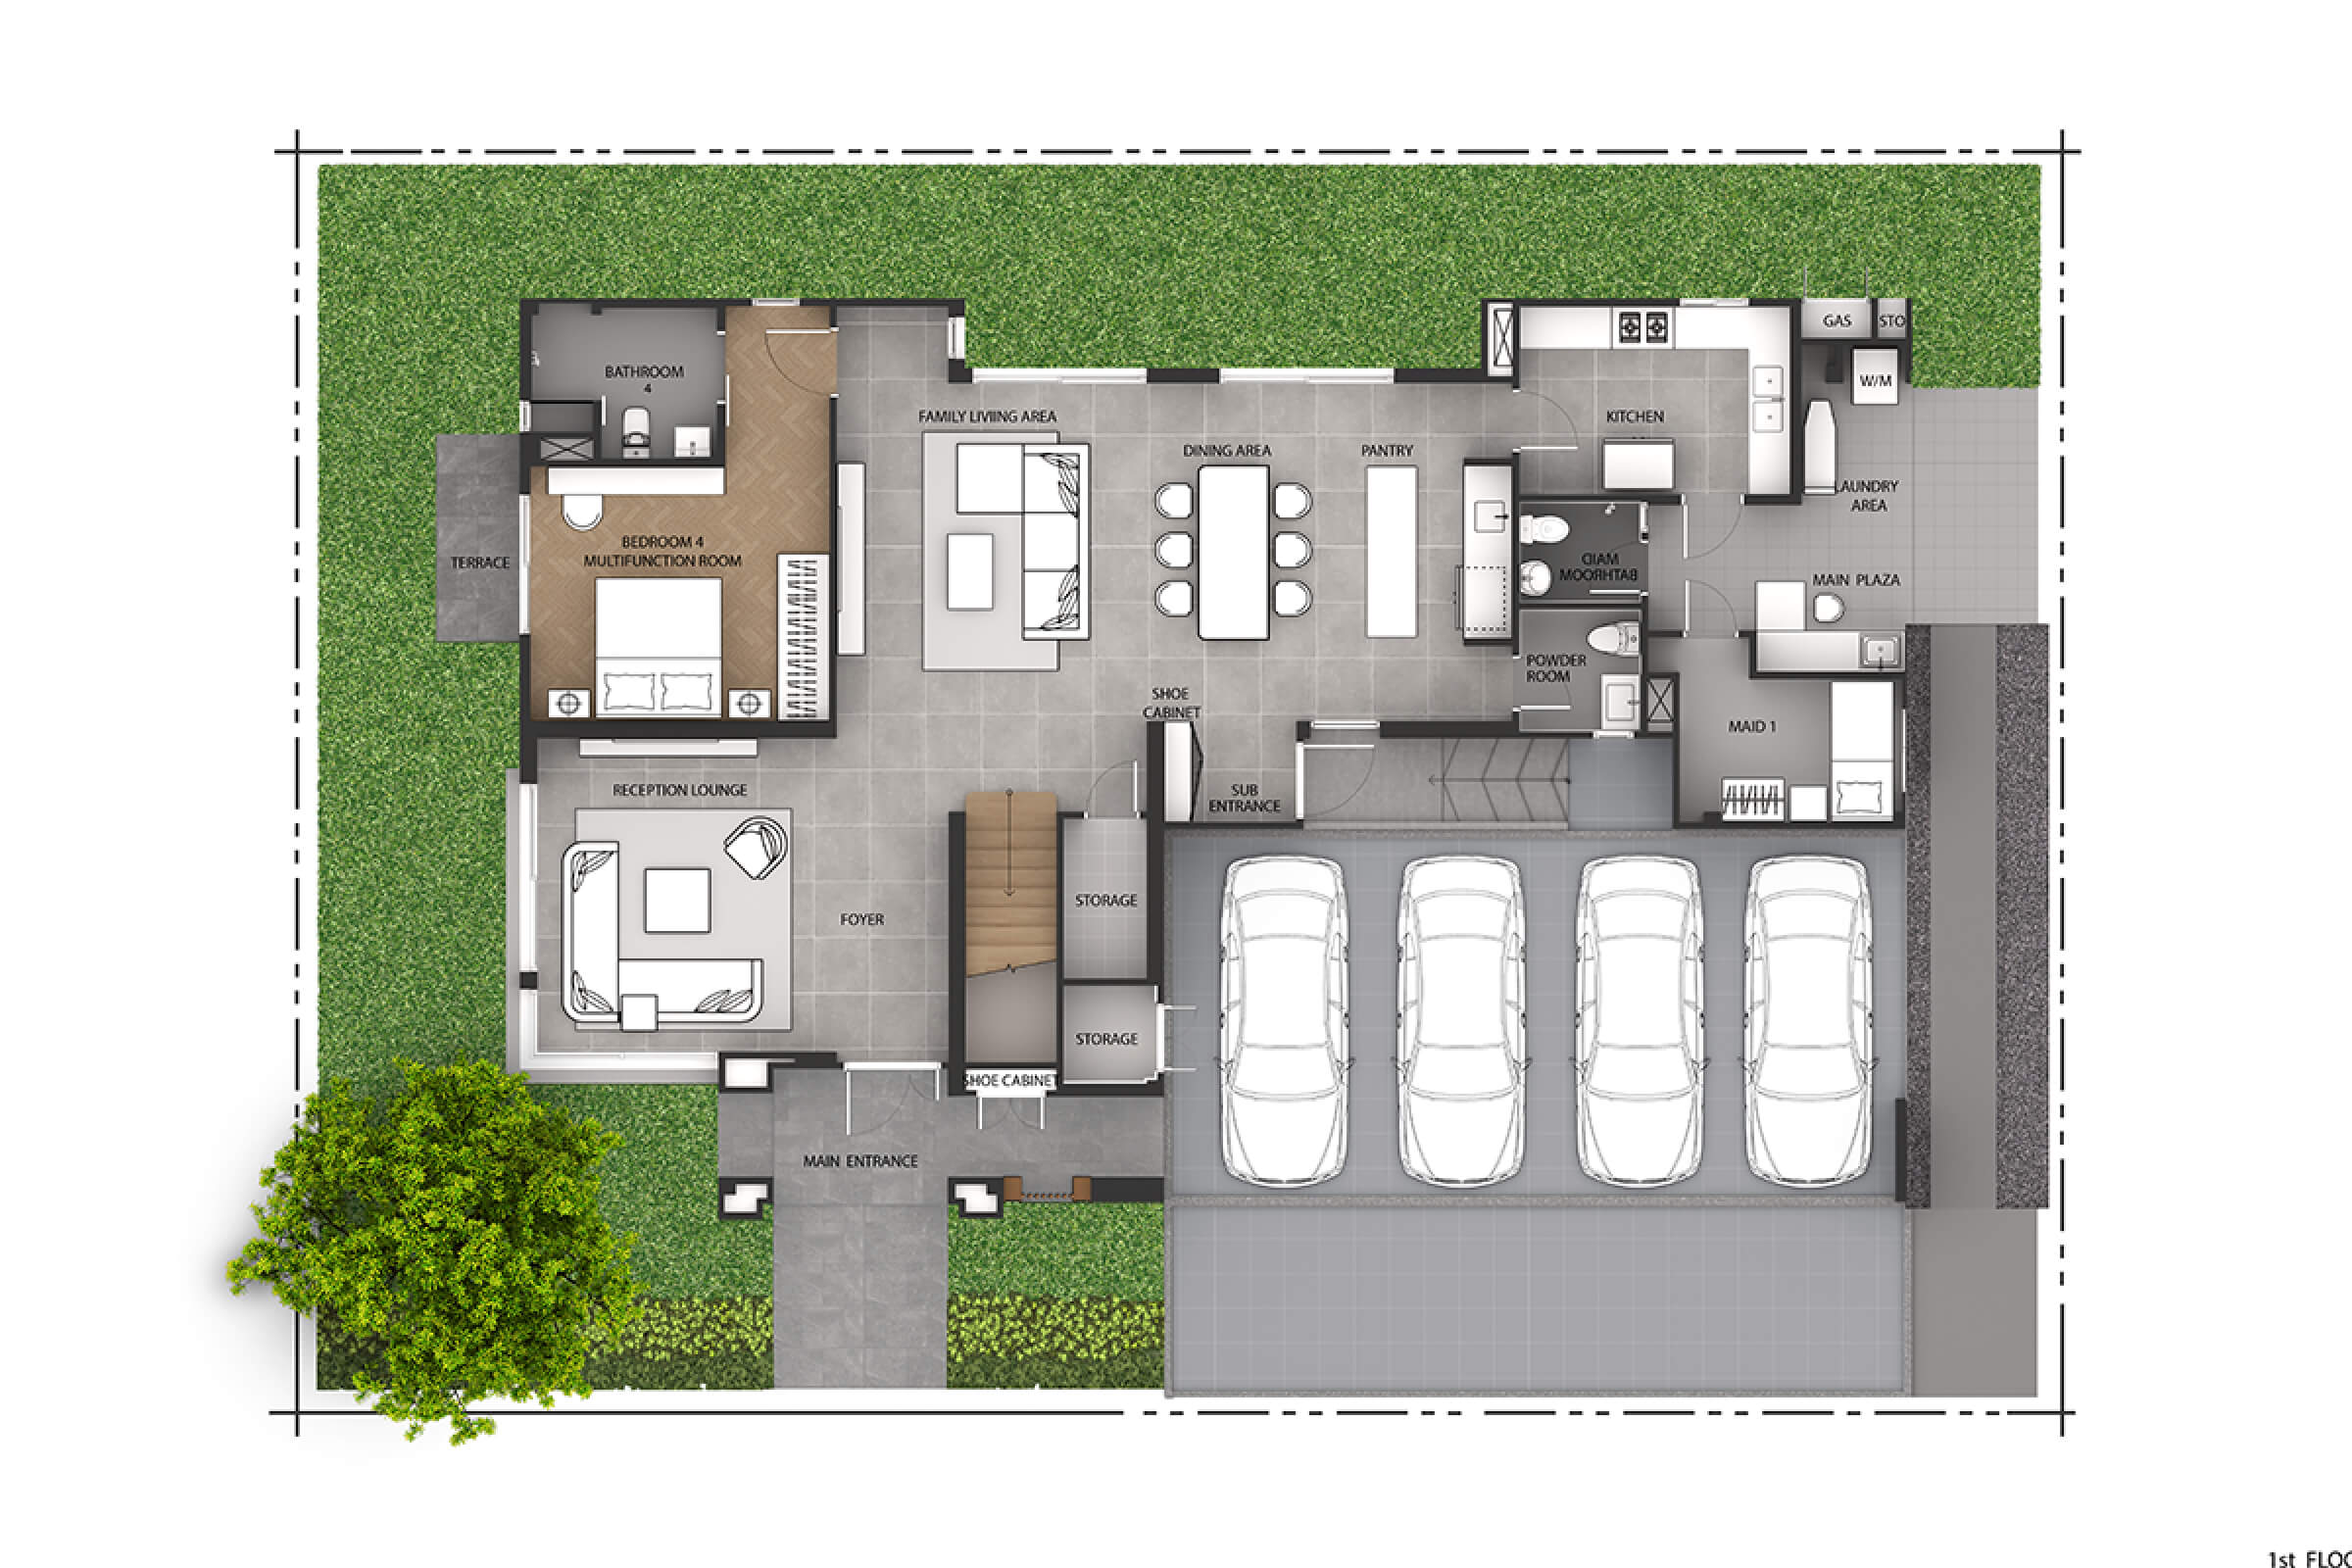 GAS
STO
BATHROOM
4
W/M
FAMILY LIVIING AREA
KITCHEN
DINING AREA
PANTRY
LAUNDRY
AREA
BEDROOM 4
MULTIFUNCTION ROOM
TERRACE
MAID
BATHROOM
MAIN PLAZA
POWDER
ROOM
SHOE
CABINET
MAID 1
RECEPTION LOUNGE
SUB
ENTRANCE
STORAGE
FOYER
STORAGE
SHOE CABINET
MAIN ENTRANCE
1st FLOO